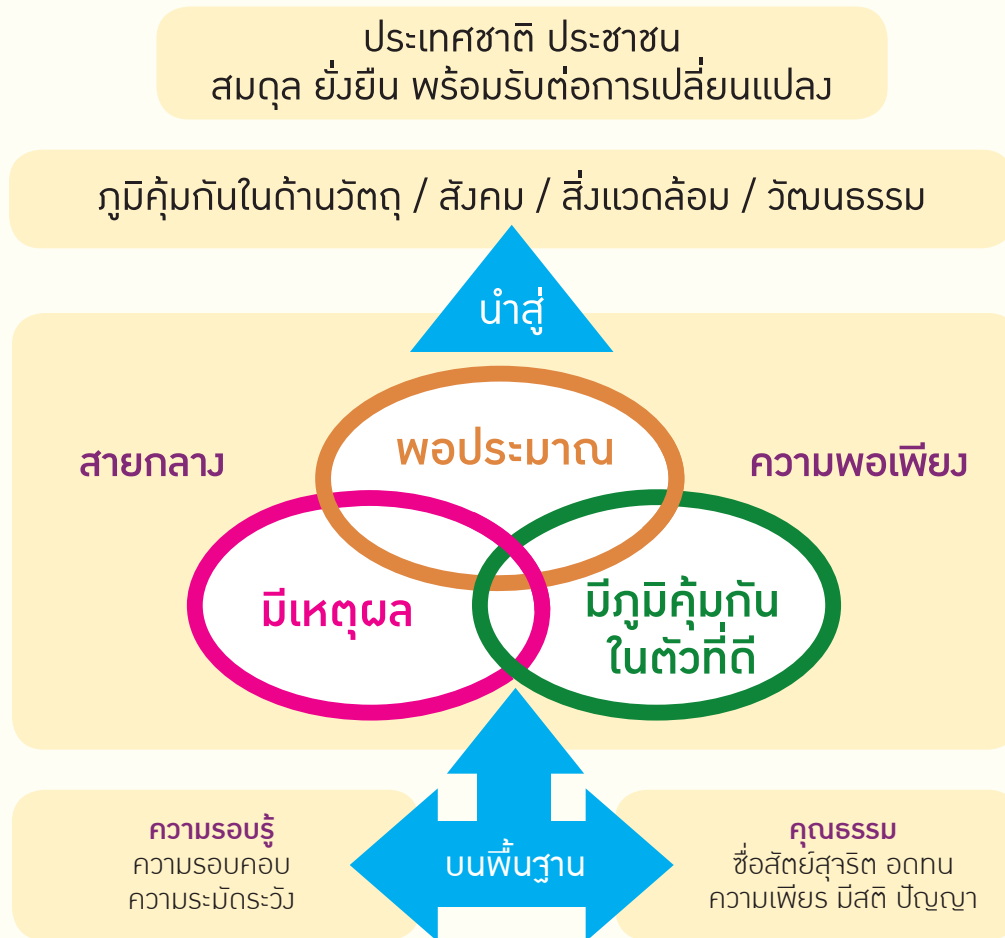 ประเทศชาติ ประชาชน
สมดุล ยั่งยืน พร้อมรับต่อการเปลี่ยนแปลง
ภูมิคุ้มกันในด้านวัตถุ / สังคม / สิ่งแวดล้อม / วัฒนธรรม
นำสู่
สายกลาง
พอประมาณ
ความพอเพียง
มีเหตุผล
มีภูมิคุ้มกัน
ในตัวที่ดี
ความรอบรู้
ความรอบคอบ
ความระมัดระวัง
บนพื้นฐาน
คุณธรรม
ซื่อสัตย์สุจริต อดทน
ความเพียร มีสติ ปัญญา